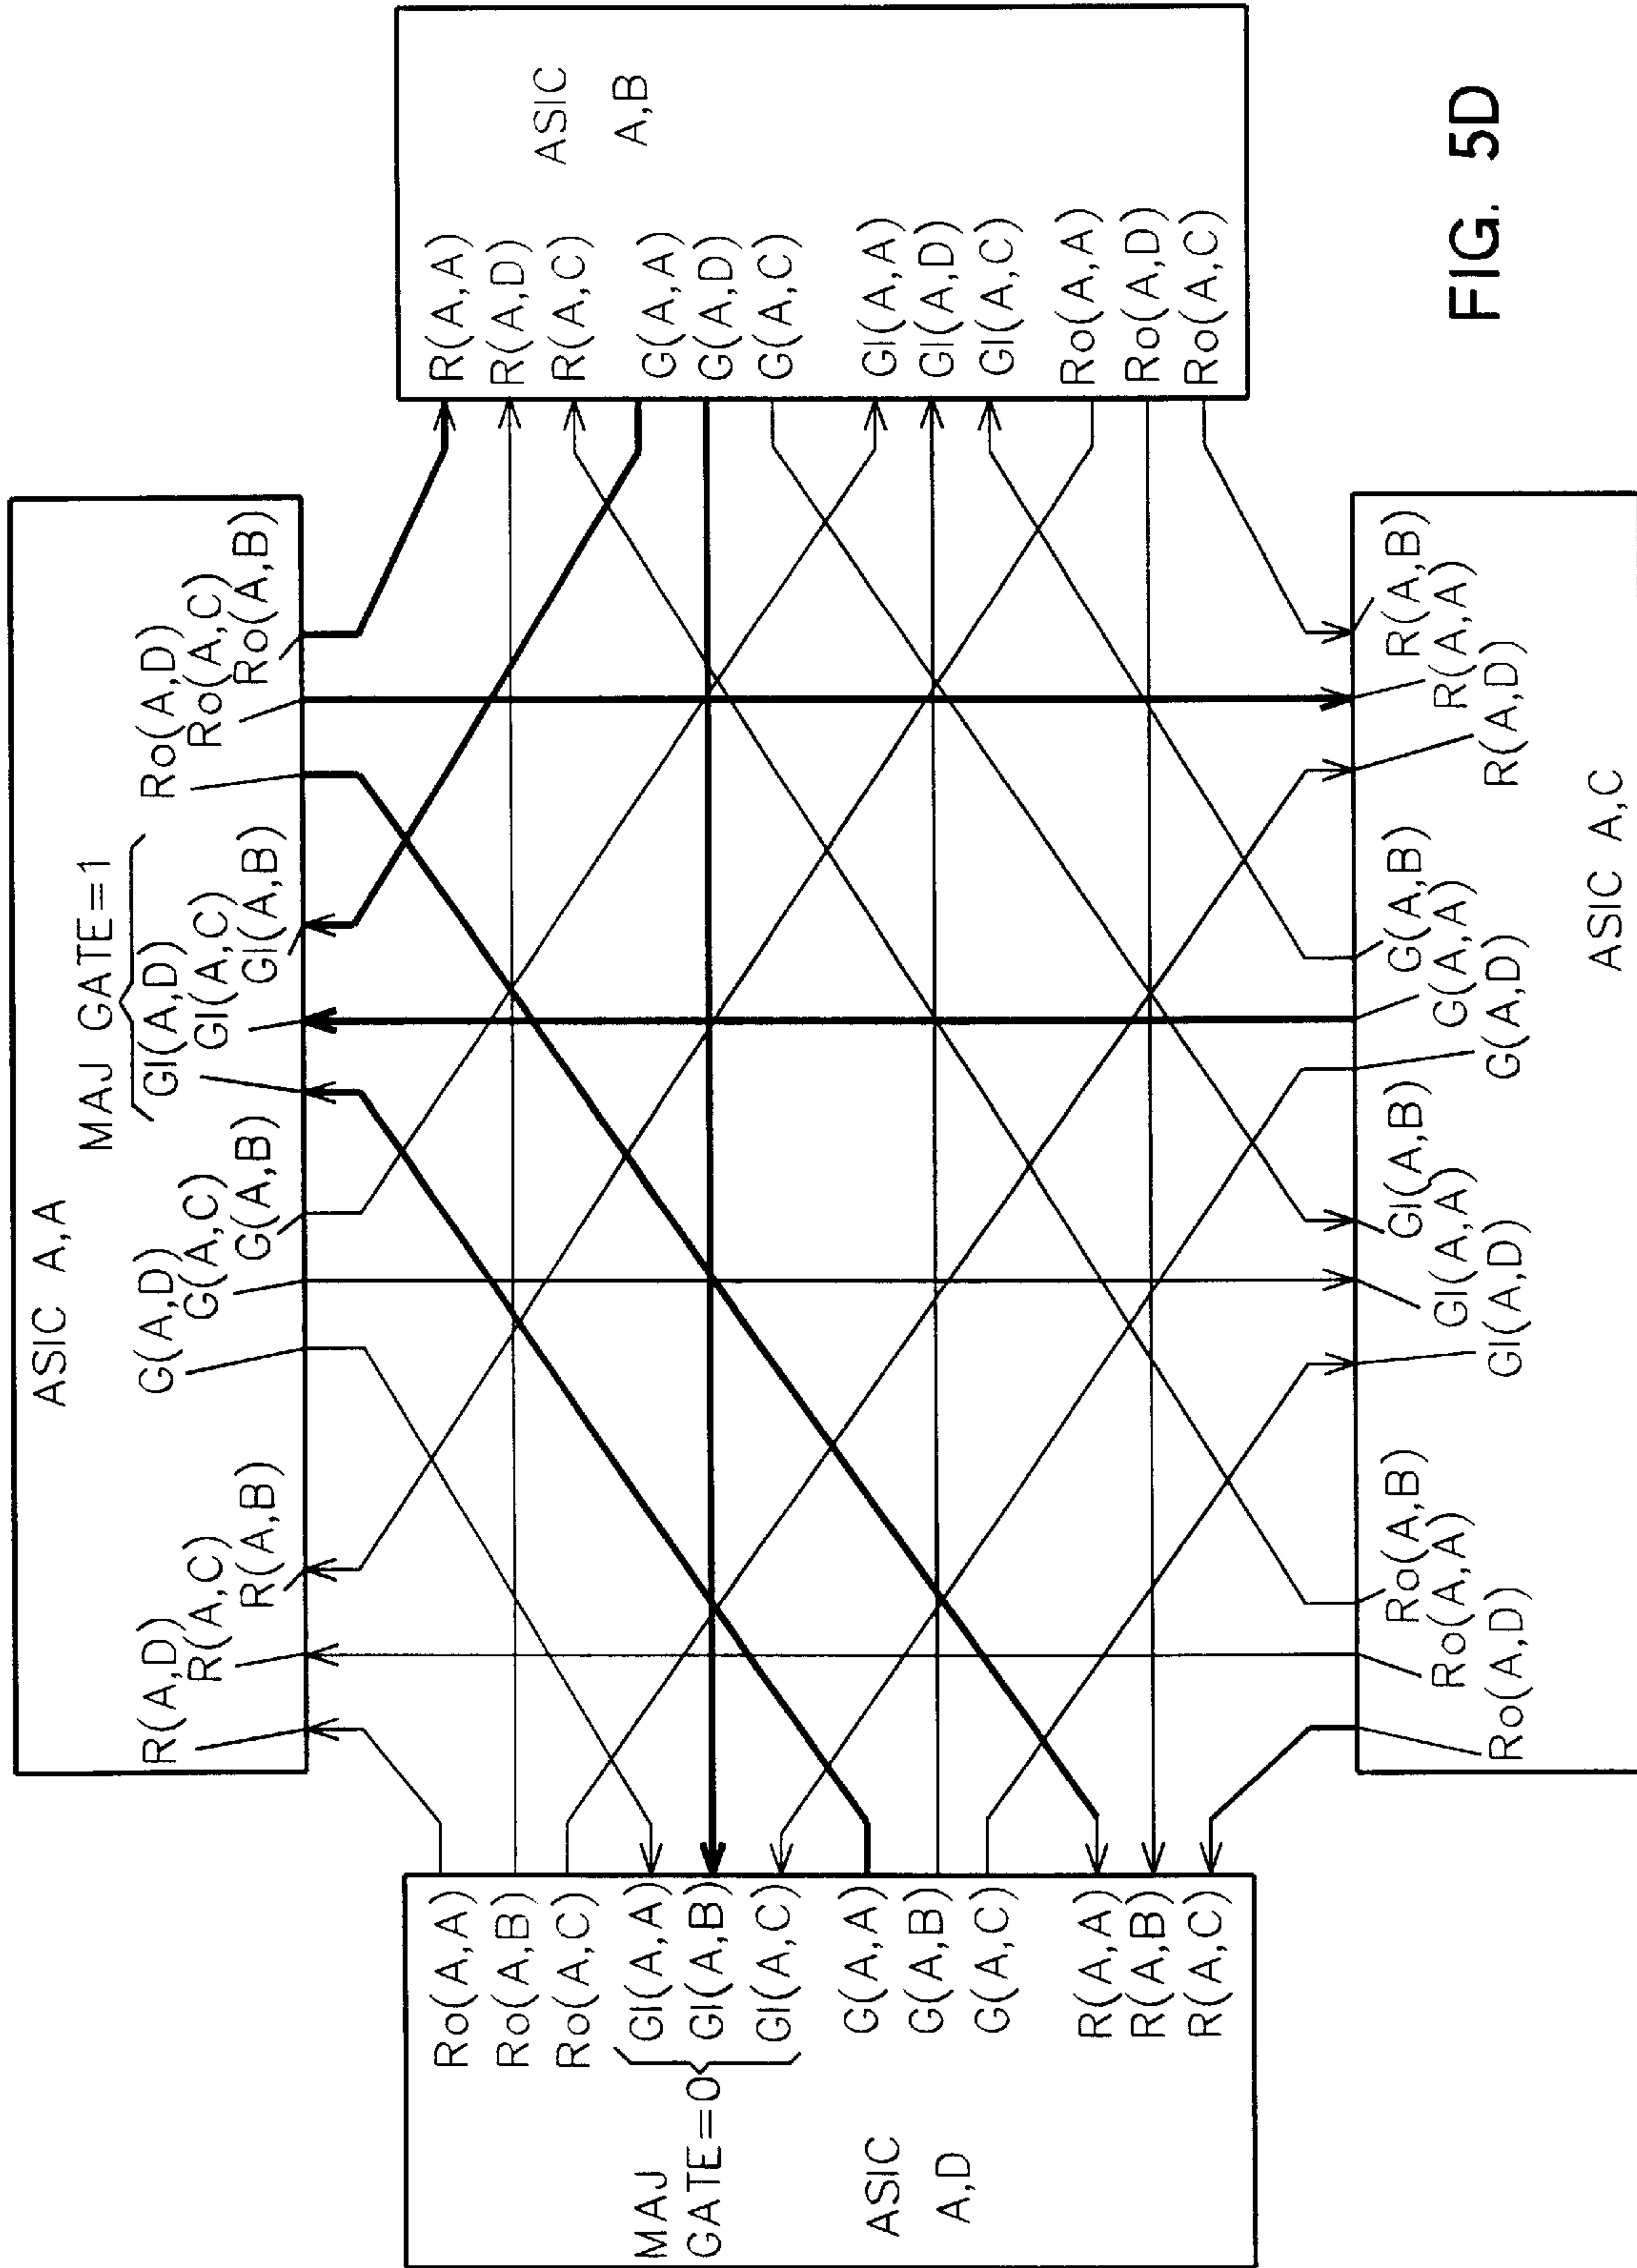 ASIC A,A
MAJ GATE=1
R(A,D)
R(A,C)
R(A,B)
G(A,D)
G(A,C)
G(A,B)
GI(A,D)
GI(A,C)
GI(A,B)
Ro(A,D)
Ro(A,C)
Ro(A,B)
Ro(A,A)
Ro(A,B)
Ro(A,C)
MAJ
GATE=0
GI(A,A)
GI(A,B)
GI(A,C)
ASIC
A,D
G(A,A)
G(A,B)
G(A,C)
R(A,A)
R(A,B)
R(A,C)
R(A,A)
R(A,D)
R(A,C)
ASIC
A,B
G(A,A)
G(A,D)
G(A,C)
GI(A,A)
GI(A,D)
GI(A,C)
Ro(A,A)
Ro(A,D)
Ro(A,C)
Ro(A,B)
Ro(A,A)
Ro(A,D)
GI(A,B)
GI(A,A)
GI(A,D)
G(A,B)
G(A,A)
G(A,D)
R(A,B)
R(A,A)
R(A,D)
ASIC A,C
FIG. 5D